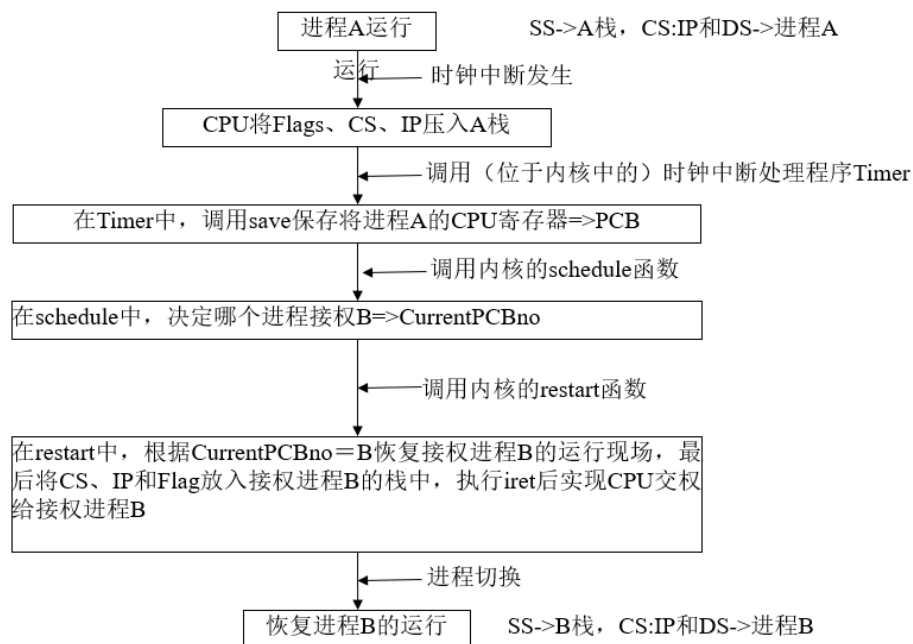 进程A运行
SS->A栈，CS:IP和DS->进程A
运行
时钟中断发生
CPU将Flags、CS、IP压入A栈
调用（位于内核中的）时钟中断处理程序Timer
在Timer中，调用save保存将进程A的CPU寄存器=>PCB
调用内核的schedule函数
在schedule中，决定哪个进程接权B=>CurrentPCBno
调用内核的restart函数
在restart中，根据CurrentPCBno＝B恢复接权进程B的运行现场，最
后将CS、IP和Flag放入接权进程B的栈中，执行iret后实现CPU交权
给接权进程B
进程切换
恢复进程B的运行
SS->B栈，CS:IP和DS->进程B